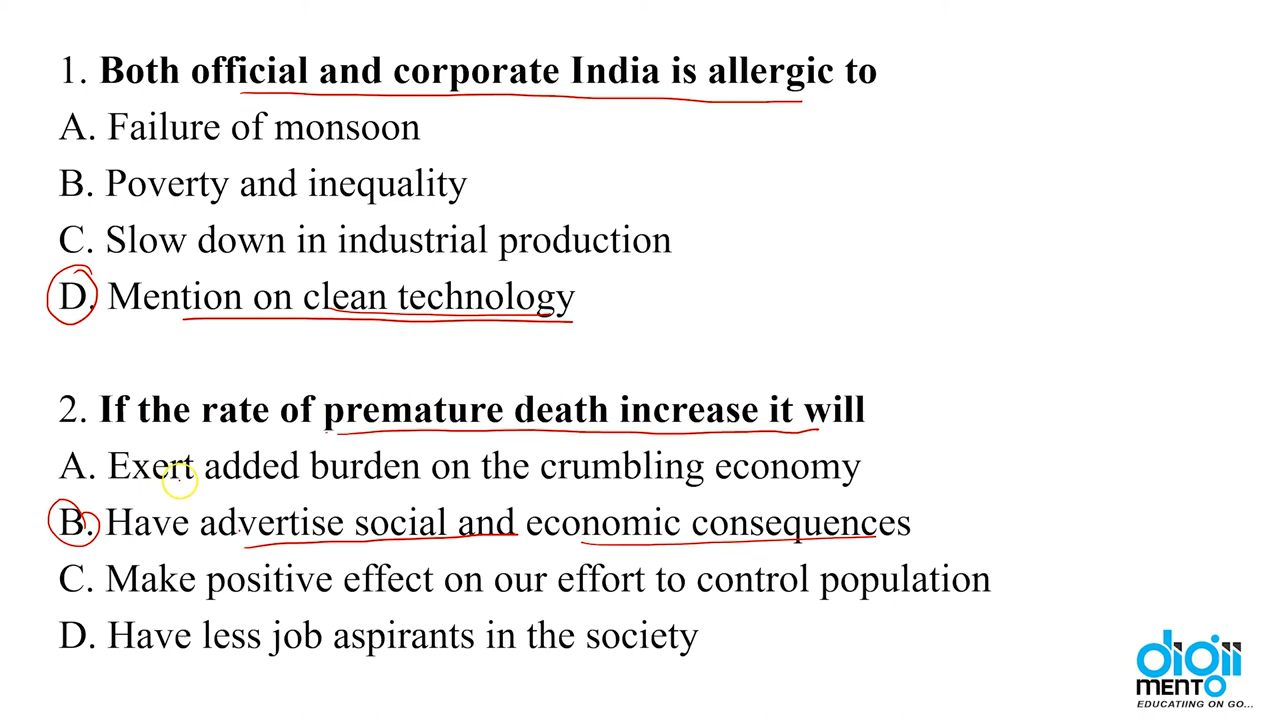 1. Both official and corporate India is allergic to
A. Failure of monsoon
B. Poverty and inequality
C. Slow down in industrial production
D. Mention on clean technology
2. If the rate of premature death increase it will
A. Exert added burden on the crumbling economy
B. Have advertise social and economic consequences
C. Make positive effect on our effort to control population
D. Have less job aspirants in the society
digii
MENTO
EDUCATIING ON GO...